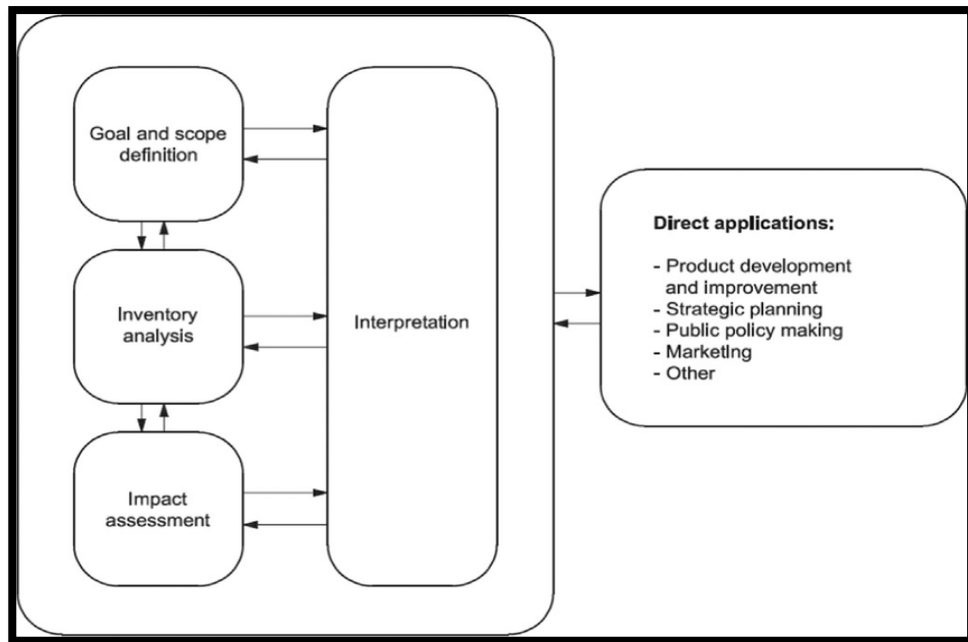 Goal and scope
definition
Inventory
analysis
Impact
assessment
Interpretation
Direct applications:
- Product development
and improvement
- Strategic planning
- Public policy making
- Marketing
- Other